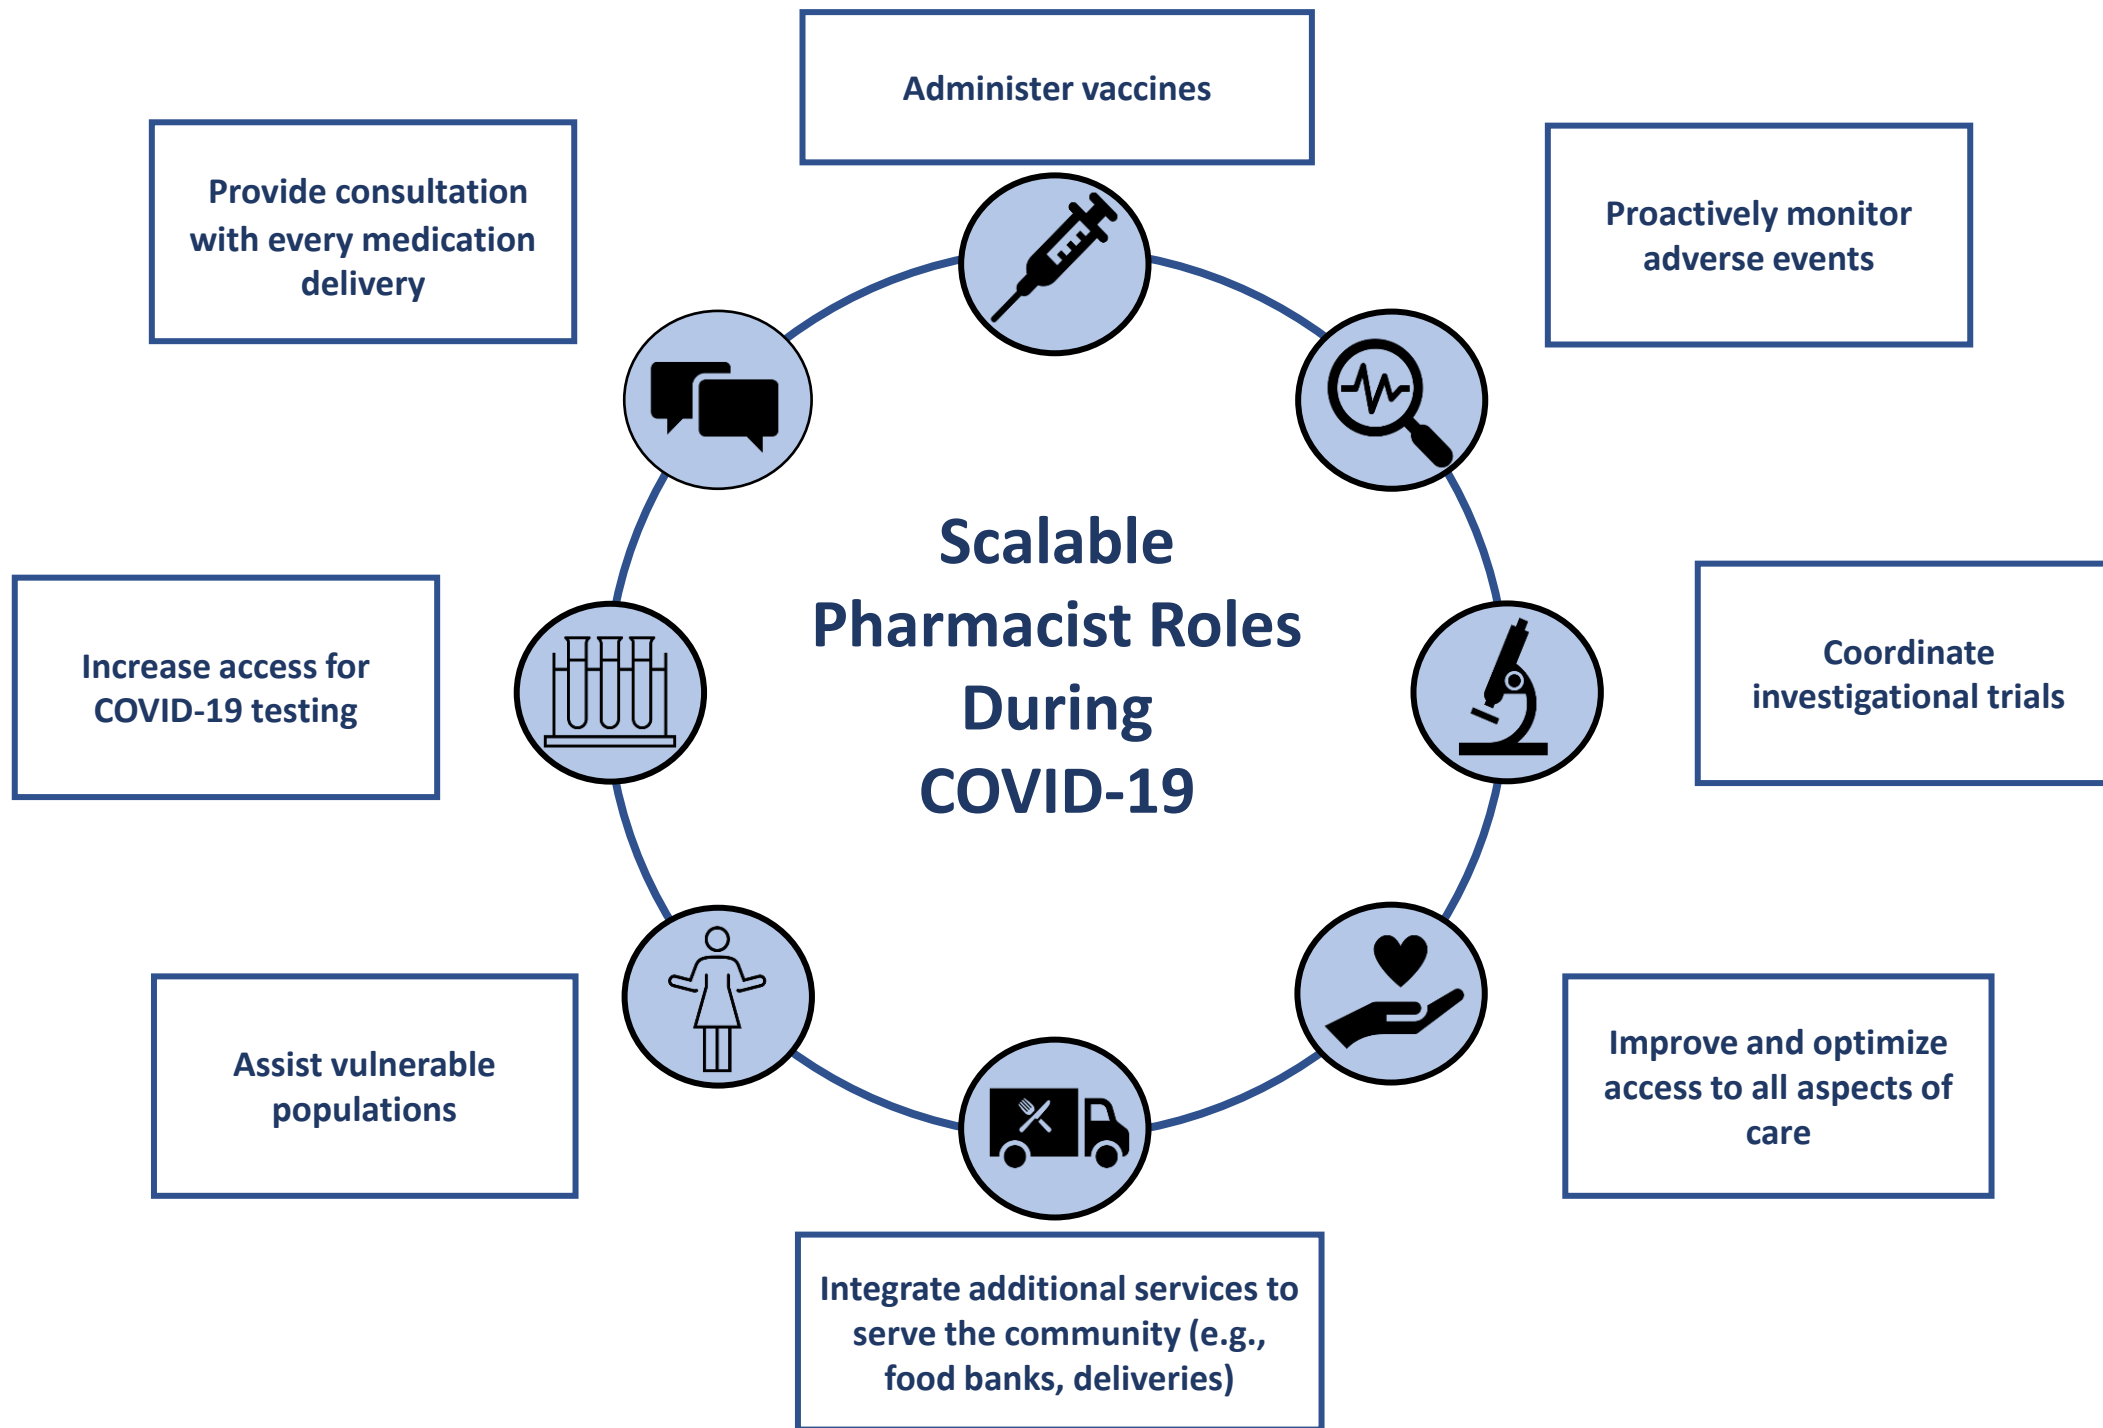 Administer vaccines
Provide consultation
with every medication
delivery
Proactively monitor
adverse events
Scalable
Pharmacist Roles
During
COVID-19
Increase access for
COVID-19 testing
Coordinate
investigational trials
Assist vulnerable
populations
Improve and optimize
access to all aspects of
care
Integrate additional services to
serve the community (e.g.,
food banks, deliveries)